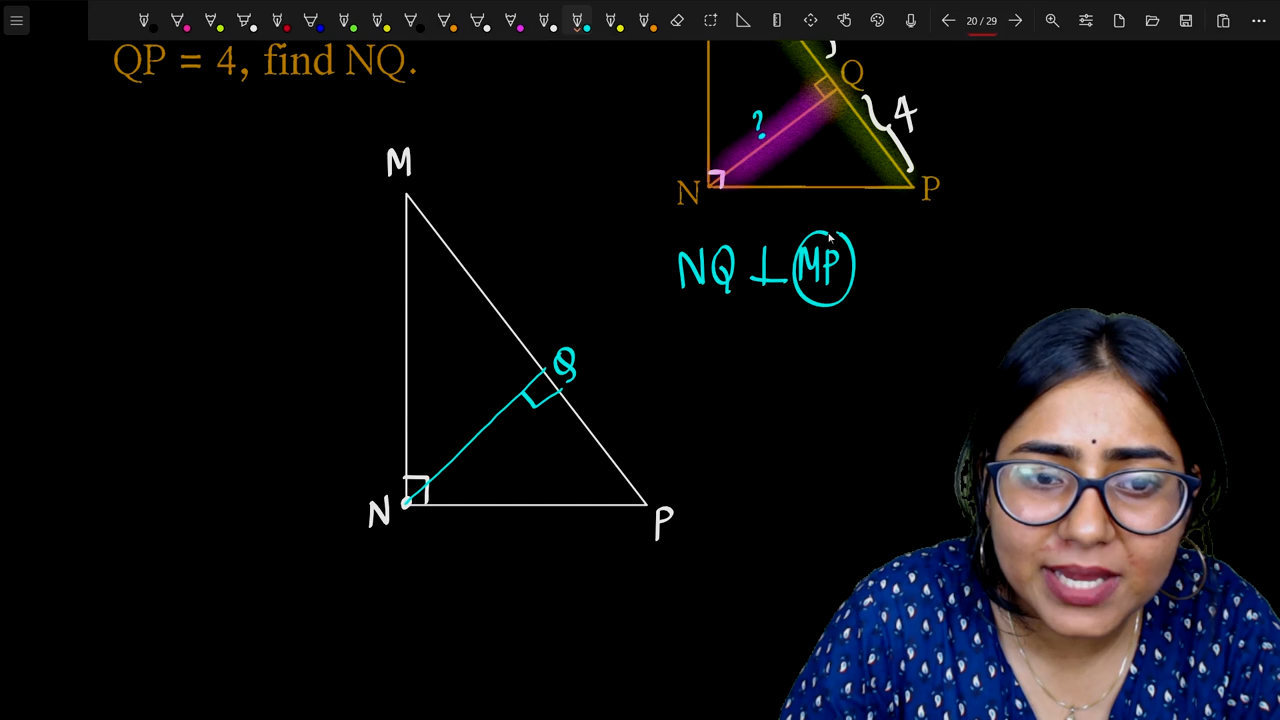 20 / 29
QP = 4, find NQ.
Q
4
?
N
P
M
NQ ⊥ MP
Q
N
P